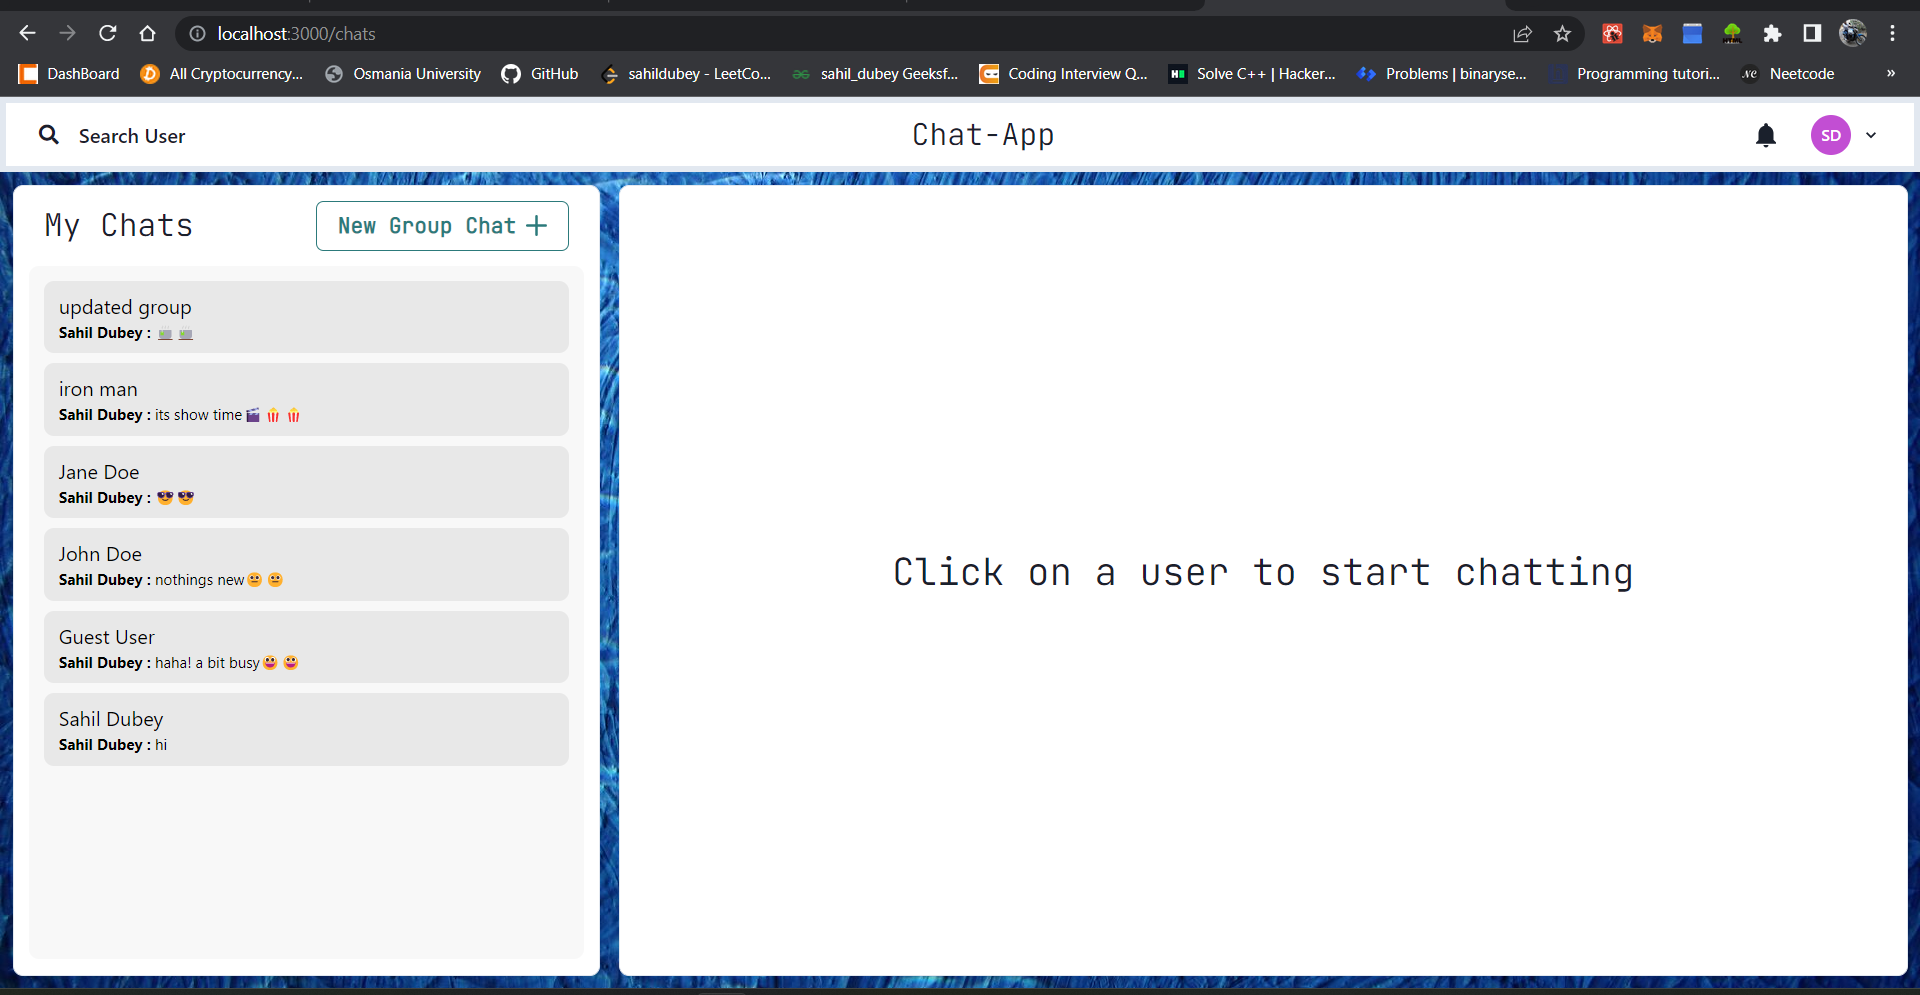 localhost:3000/chats
DashBoard All Cryptocurrency... Osmania University GitHub sahildubey - LeetCo... sahil_dubey Geeksf... Coding Interview Q... Solve C++ | Hacker... Problems | binaryse... Programming tutori... Neetcode »
Search User Chat-App SD
My Chats New Group Chat +
updated group
Sahil Dubey : ☕ ☕
iron man
Sahil Dubey : its show time🎬 🍿 🍿
Jane Doe
Sahil Dubey : 😎 😎
John Doe
Sahil Dubey : nothings new😐 😐
Guest User
Sahil Dubey : haha! a bit busy😀 😀
Sahil Dubey
Sahil Dubey : hi
Click on a user to start chatting